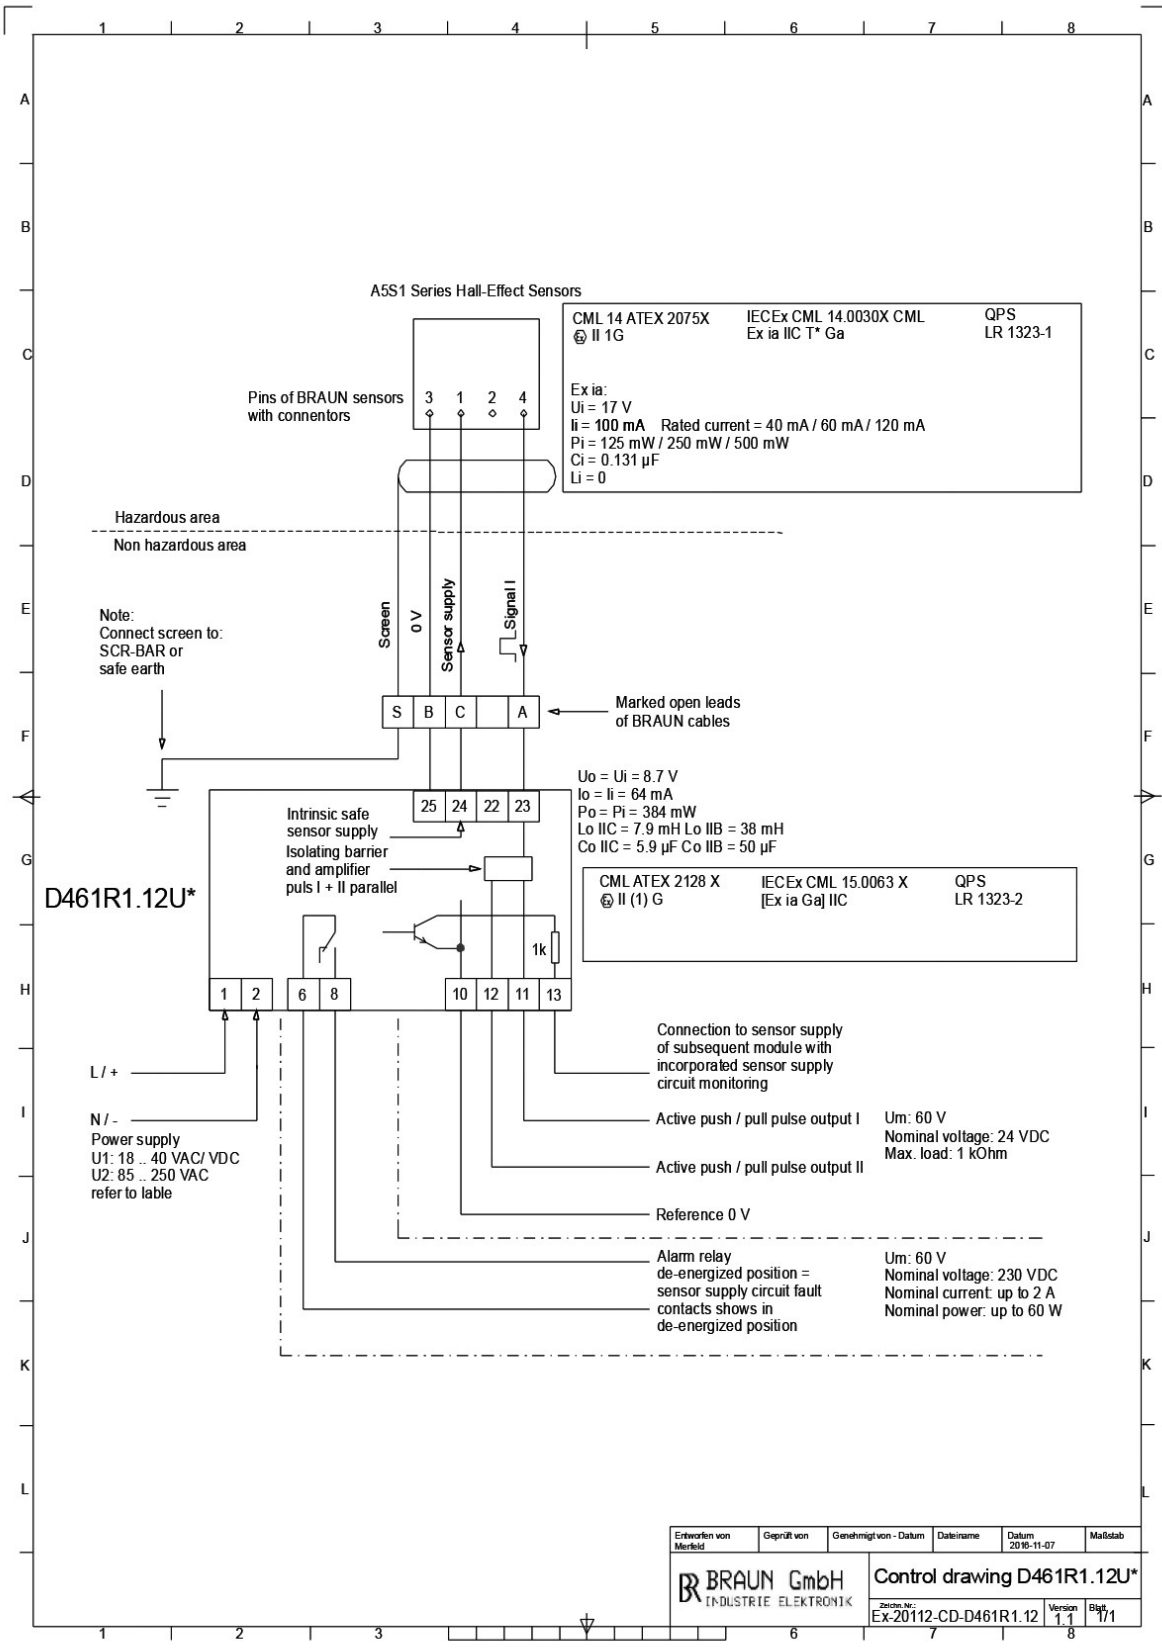 1 2 3 4 5 6 7 8
A A
B B
A5S1 Series Hall-Effect Sensors
CML 14 ATEX 2075X IECEx CML 14.0030X CML QPS
II 1G Ex ia IIC T* Ga LR 1323-1
C C
Pins of BRAUN sensors
with connentors
3 1 2 4
Ex ia:
Ui = 17 V
Ii = 100 mA Rated current = 40 mA / 60 mA / 120 mA
Pi = 125 mW / 250 mW / 500 mW
Ci = 0.131 µF
Li = 0
D D
Hazardous area
Non hazardous area
E E
Screen
0 V
Sensor supply
Signal I
Note:
Connect screen to:
SCR-BAR or
safe earth
S B C A
Marked open leads
of BRAUN cables
F F
Uo = Ui = 8.7 V
Io = Ii = 64 mA
Po = Pi = 384 mW
Lo IIC = 7.9 mH Lo IIB = 38 mH
Co IIC = 5.9 µF Co IIB = 50 µF
25 24 22 23
Intrinsic safe
sensor supply
Isolating barrier
and amplifier
puls I + II parallel
G G
D461R1.12U*
CML ATEX 2128 X IECEx CML 15.0063 X QPS
II (1) G [Ex ia Ga] IIC LR 1323-2
1k
H H
1 2 6 8 10 12 11 13
Connection to sensor supply
of subsequent module with
incorporated sensor supply
circuit monitoring
L / +
N / -
Power supply
U1: 18 .. 40 VAC/ VDC
U2: 85 .. 250 VAC
refer to lable
I I
Active push / pull pulse output I
Um: 60 V
Nominal voltage: 24 VDC
Max. load: 1 kOhm
Active push / pull pulse output II
Reference 0 V
J J
Alarm relay
de-energized position =
sensor supply circuit fault
contacts shows in
de-energized position
Um: 60 V
Nominal voltage: 230 VDC
Nominal current: up to 2 A
Nominal power: up to 60 W
K K
L L
Entworfen von Geprüft von Genehmigt von - Datum Dateiname Datum Maßstab
Merfeld 2016-11-07
BR BRAUN GmbH
INDUSTRIE ELEKTRONIK
Control drawing D461R1.12U*
Zeichn. Nr.: Version Blatt
Ex-20112-CD-D461R1.12 1.1 1/1
1 2 3 6 7 8